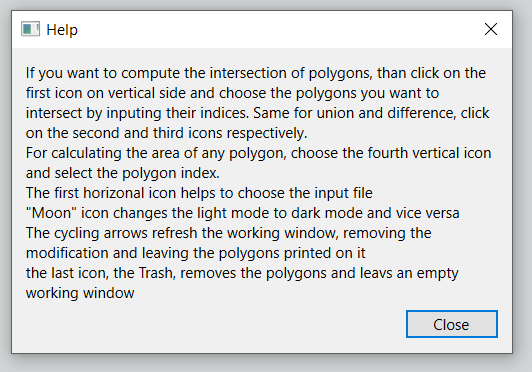 Help
If you want to compute the intersection of polygons, than click on the
first icon on vertical side and choose the polygons you want to
intersect by inputing their indices. Same for union and difference, click
on the second and third icons respectively.
For calculating the area of any polygon, choose the fourth vertical icon
and select the polygon index.
The first horizonal icon helps to choose the input file
"Moon" icon changes the light mode to dark mode and vice versa
The cycling arrows refresh the working window, removing the
modification and leaving the polygons printed on it
the last icon, the Trash, removes the polygons and leavs an empty
working window
Close